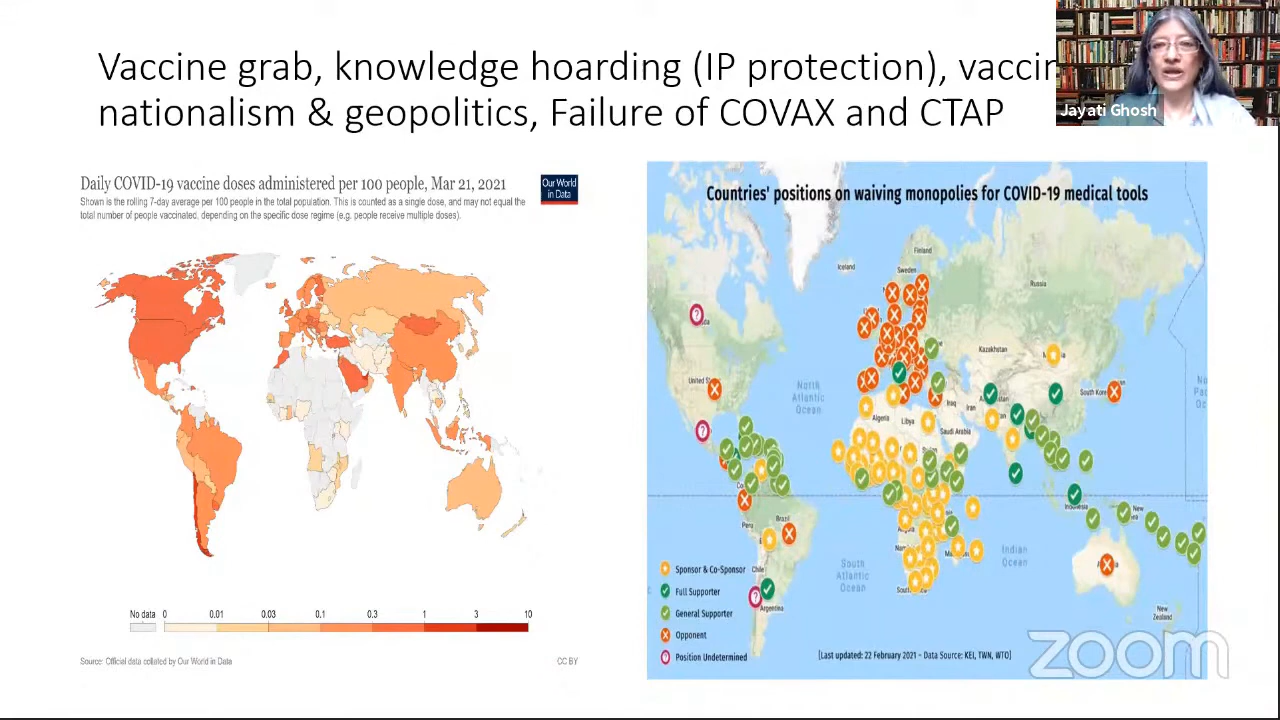 Vaccine grab, knowledge hoarding (IP protection), vaccin
nationalism & geopolitics, Failure of COVAX and CTAP
Jayati Ghosh
Daily COVID-19 vaccine doses administered per 100 people, Mar 21, 2021
Shown is the rolling 7-day average per 100 people in the total population. This is counted as a single dose, and may not equal the
total number of people vaccinated, depending on the specific dose regime (e.g. people receive multiple doses).
Our World
in Data
No data
0
0.01
0.03
0.1
0.3
1
3
10
Source: Official data collated by Our World in Data
CC BY
Countries' positions on waiving monopolies for COVID-19 medical tools
Iceland
Finland
Sweden
Russia
Kazakhstan
North
Atlantic
Ocean
South Kore
Iraq
Iran
Algeria
Libya
Saudi Arabia
Peru
Brazil
Chile
Argentina
South
Atlantic
Ocean
Indian
Ocean
Indonesia
New
Zealand
Sponsor & Co-Sponsor
Full Supporter
General Supporter
Opponent
Position Undetermined
[Last updated: 22 February 2021 - Data Source: KEI, TWN, WTO]
zoom